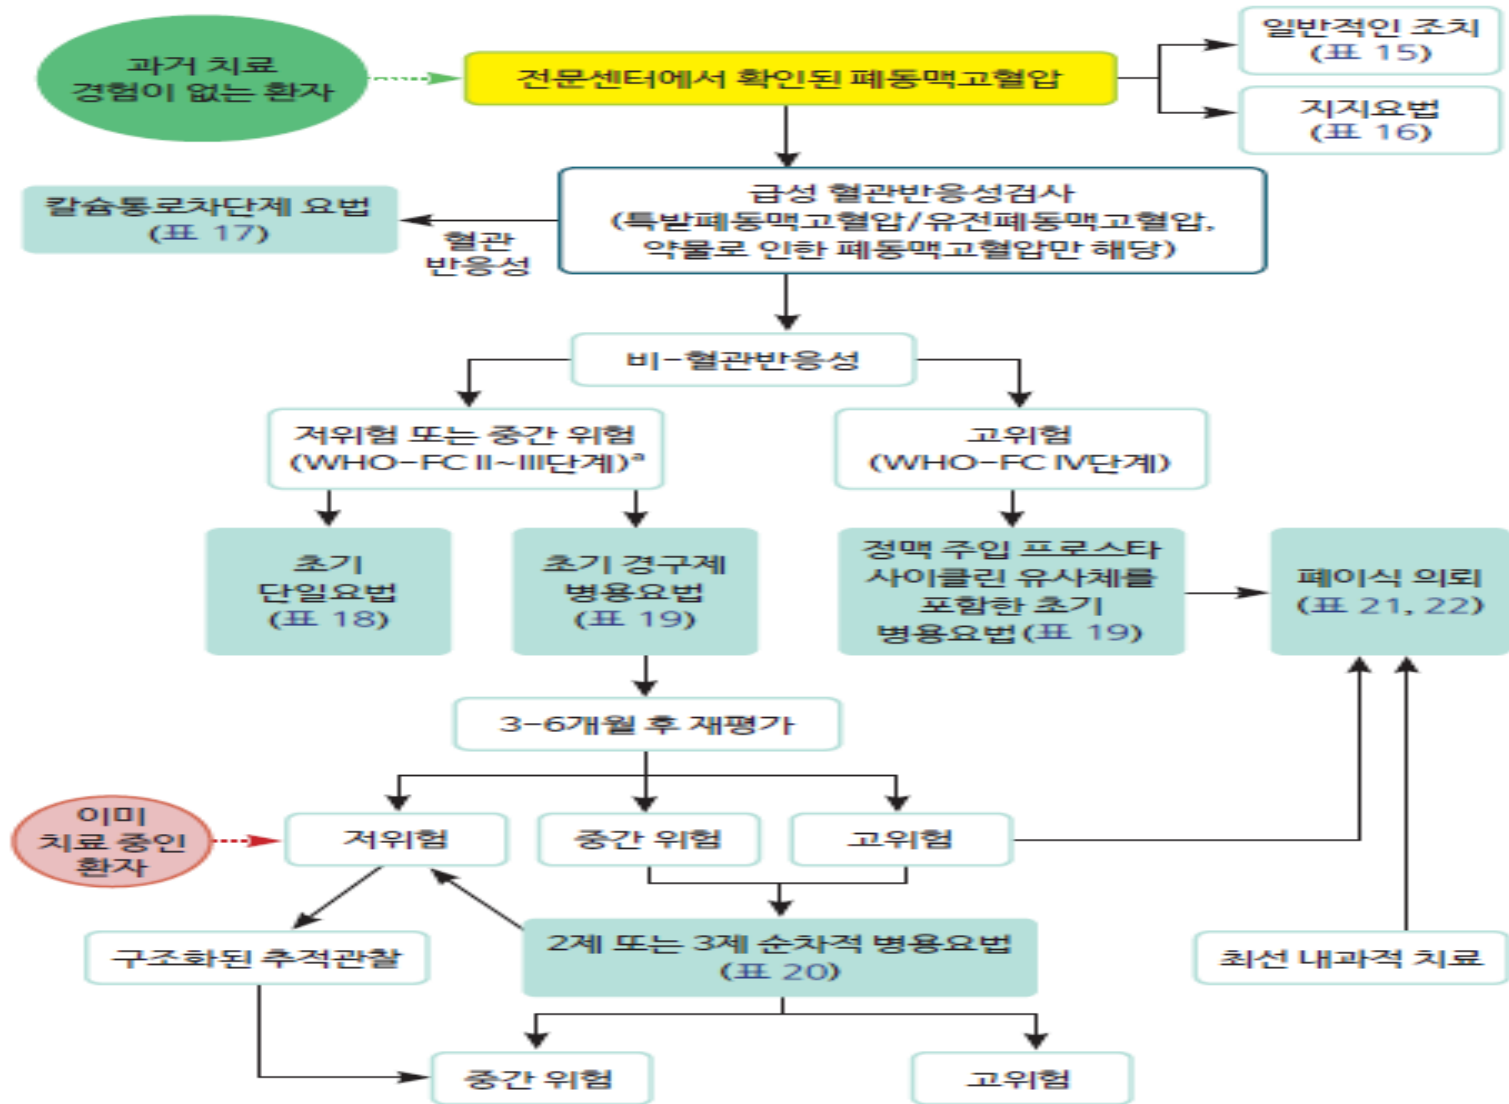 과거 치료
경험이 없는 환자
전문센터에서 확인된 폐동맥고혈압
일반적인 조치
(표 15)
지지요법
(표 16)
급성 혈관반응성검사
(특발폐동맥고혈압/유전폐동맥고혈압,
약물로 인한 폐동맥고혈압만 해당)
칼슘통로차단제 요법
(표 17)
혈관
반응성
비-혈관반응성
저위험 또는 중간 위험
(WHO-FC II~III단계)ᵃ
고위험
(WHO-FC IV단계)
초기
단일요법
(표 18)
초기 경구제
병용요법
(표 19)
정맥 주입 프로스타
사이클린 유사체를
포함한 초기
병용요법(표 19)
폐이식 의뢰
(표 21, 22)
3-6개월 후 재평가
이미
치료 중인
환자
저위험
중간 위험
고위험
구조화된 추적관찰
2제 또는 3제 순차적 병용요법
(표 20)
최선 내과적 치료
중간 위험
고위험